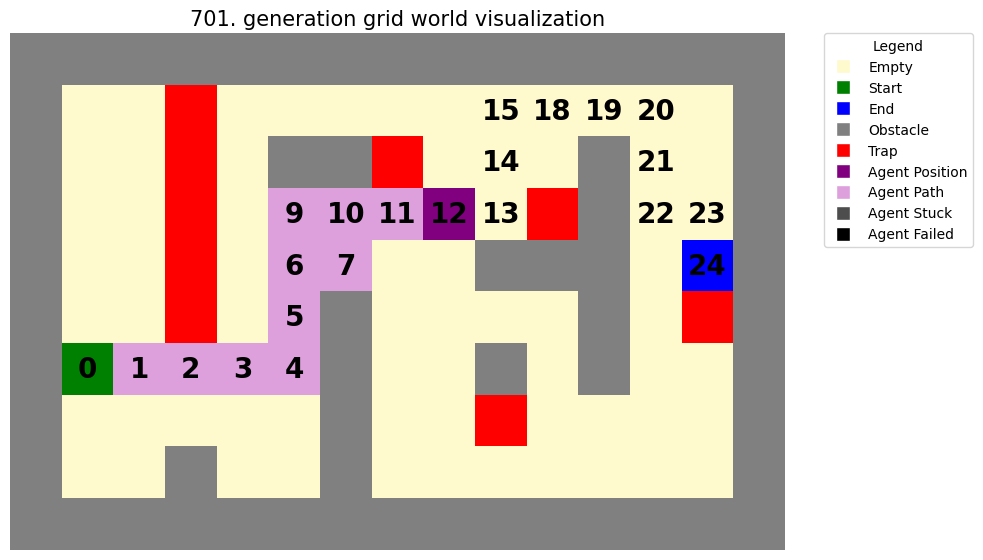 701. generation grid world visualization
Legend
Empty
Start
End
Obstacle
Trap
Agent Position
Agent Path
Agent Stuck
Agent Failed
15 18 19 20
14 21
9 10 11 12 13 22 23
6 7 24
5
0 1 2 3 4